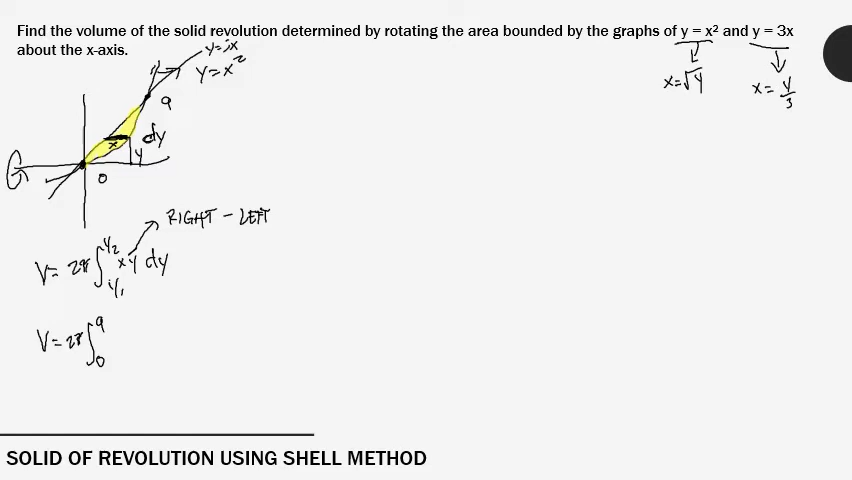 Find the volume of the solid revolution determined by rotating the area bounded by the graphs of y = x² and y = 3x
about the x-axis.
y=3x
y=x²
x=√y
x=y/3
9
dy
x
y
0
RIGHT - LEFT
V=2π∫ y₁ y₂ xy dy
V=2π∫ 0 9
SOLID OF REVOLUTION USING SHELL METHOD